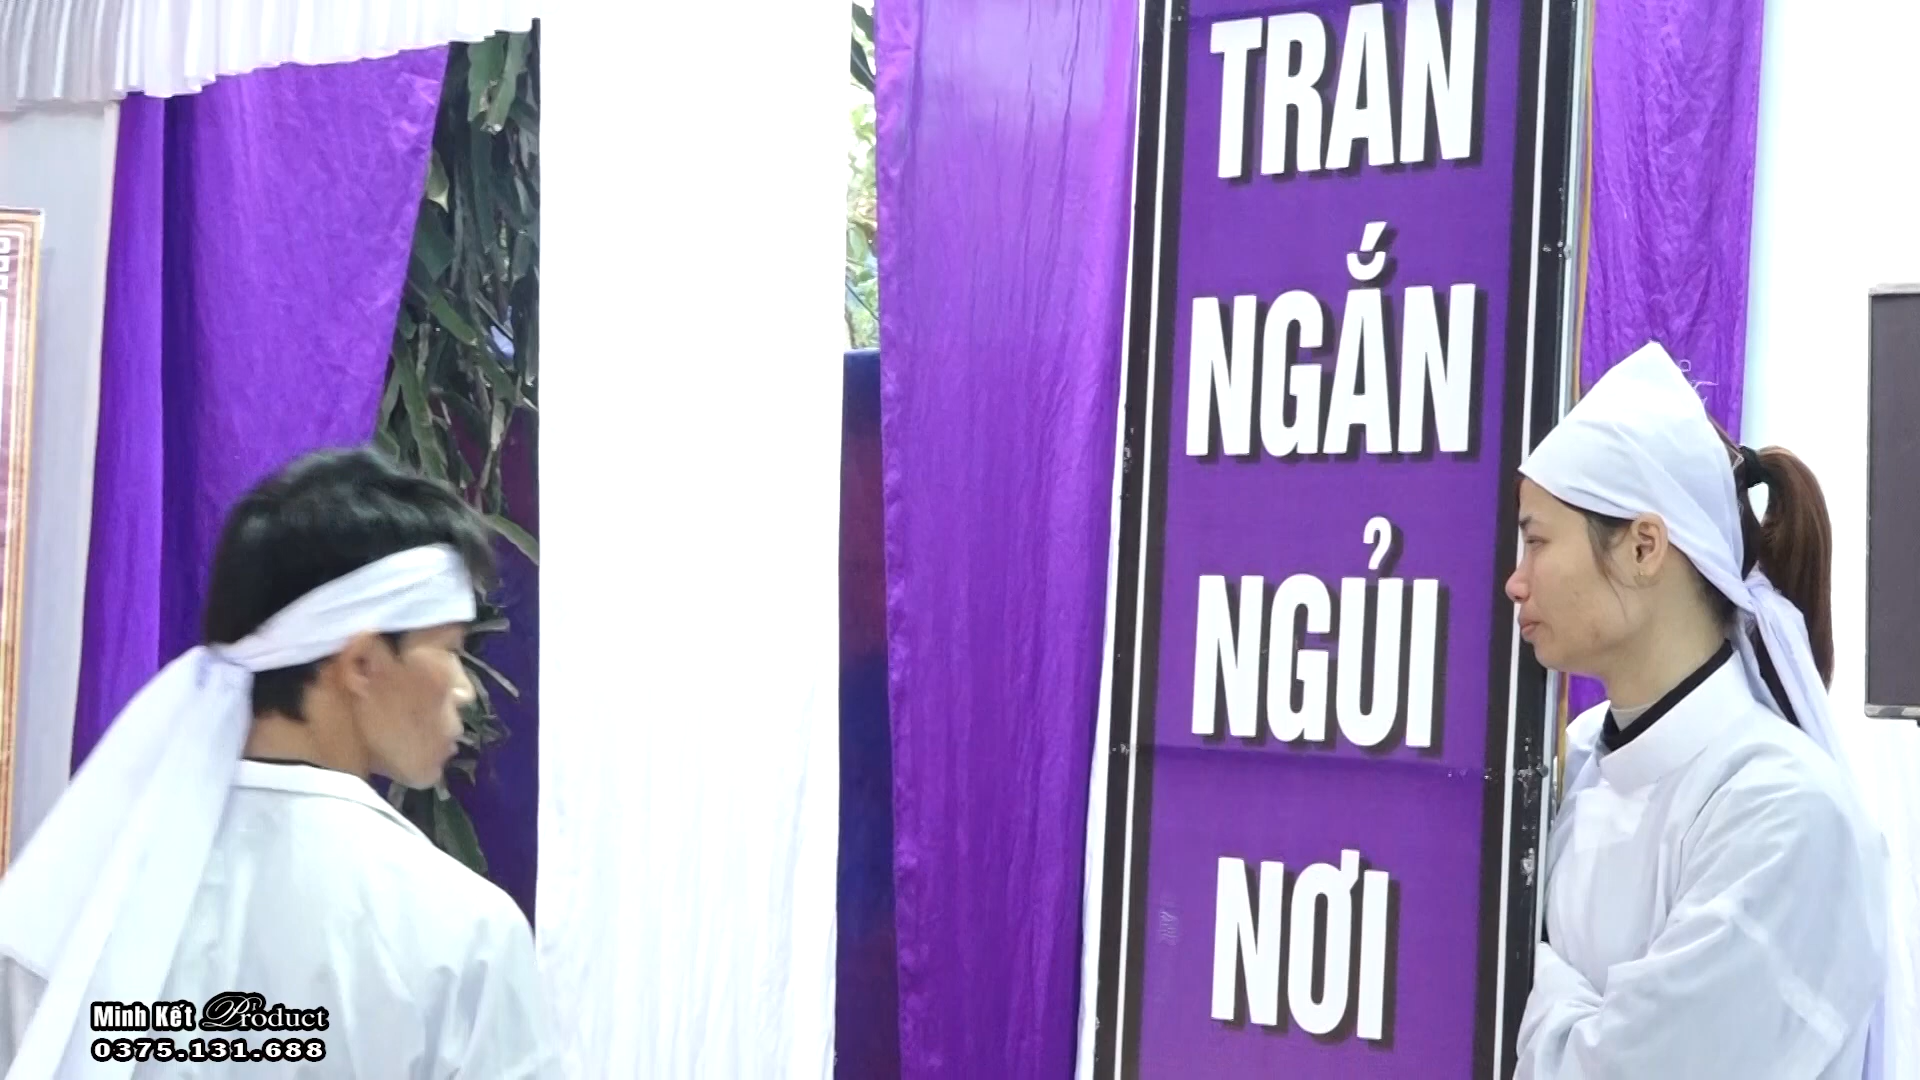 TRẦN
NGẮN
NGỦI
NƠI
Minh Kết Product
0375.131.688